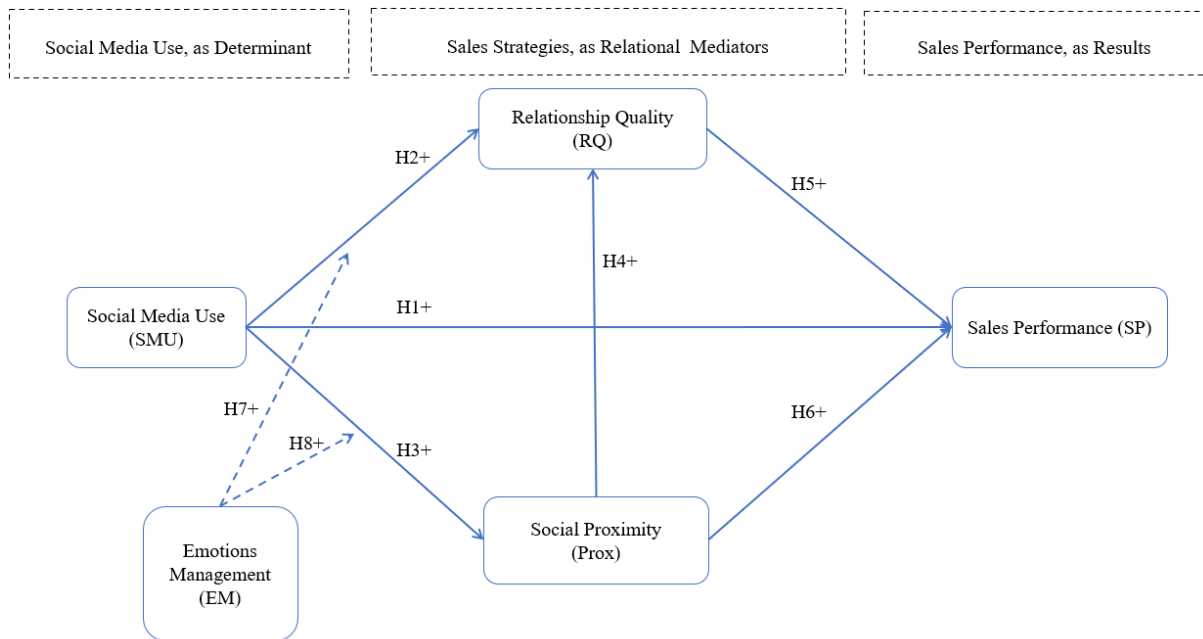 Social Media Use, as Determinant
Sales Strategies, as Relational Mediators
Sales Performance, as Results
Relationship Quality
(RQ)
H2+
H5+
H4+
Social Media Use
(SMU)
H1+
Sales Performance (SP)
H7+
H8+
H3+
H6+
Emotions
Management
(EM)
Social Proximity
(Prox)